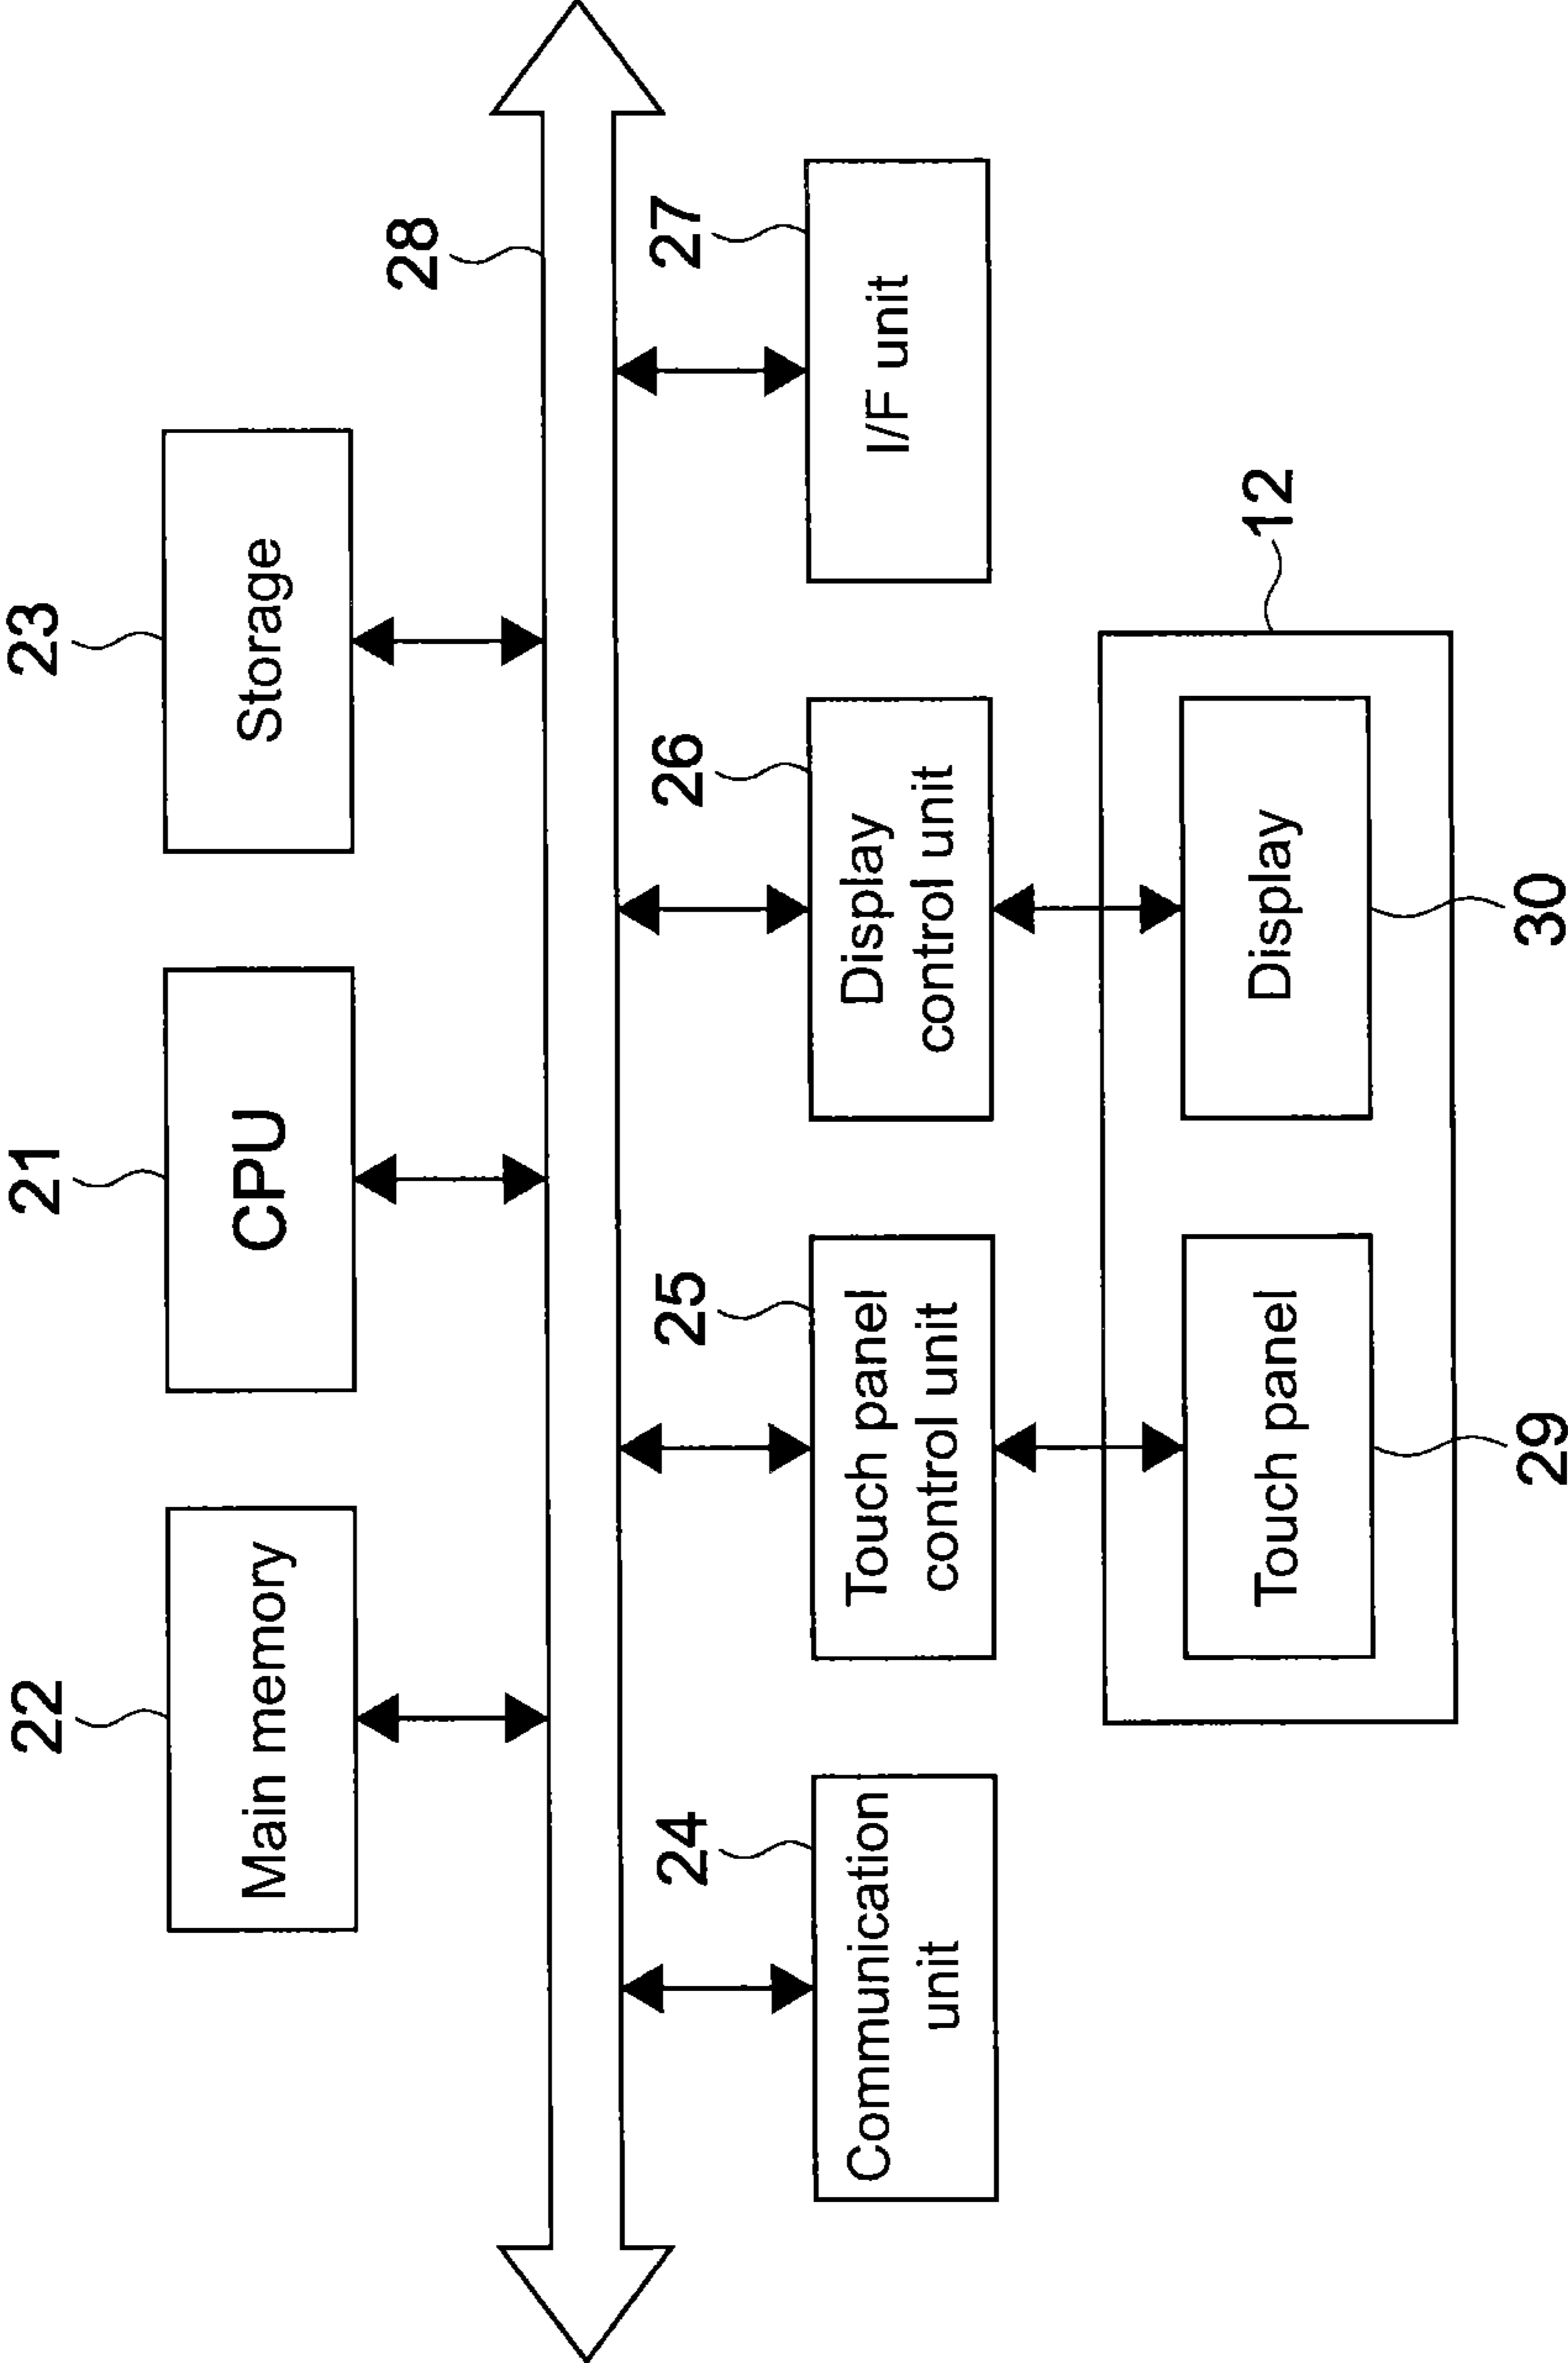 22
21
23
Main memory
CPU
Storage
28
24
25
26
27
Communication
unit
Touch panel
control unit
Display
control unit
I/F unit
12
Touch panel
Display
29
30